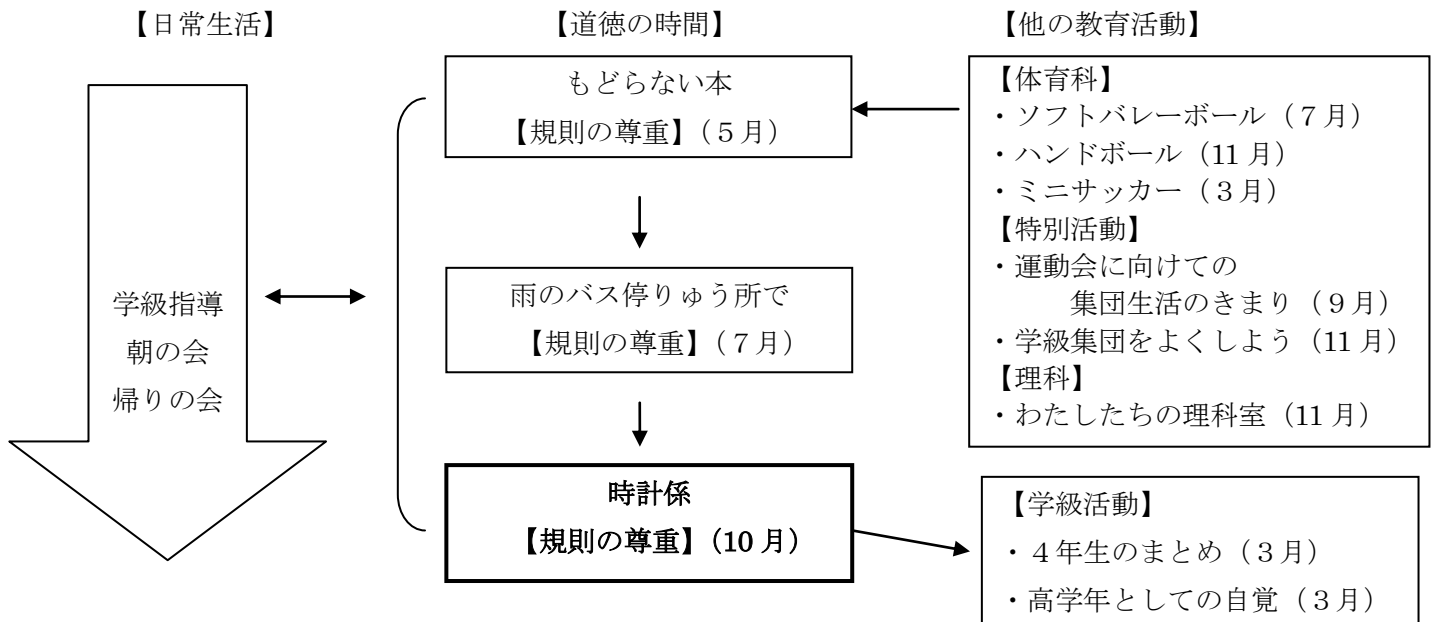 【日常生活】
学級指導
朝の会
帰りの会
【道徳の時間】
もどらない本
【規則の尊重】（５月）
雨のバス停りゅう所で
【規則の尊重】（７月）
時計係
【規則の尊重】（10 月）
【他の教育活動】
【体育科】
・ソフトバレーボール（７月）
・ハンドボール（11 月）
・ミニサッカー（３月）
【特別活動】
・運動会に向けての
集団生活のきまり（９月）
・学級集団をよくしよう（11 月）
【理科】
・わたしたちの理科室（11 月）
【学級活動】
・４年生のまとめ（３月）
・高学年としての自覚（３月）